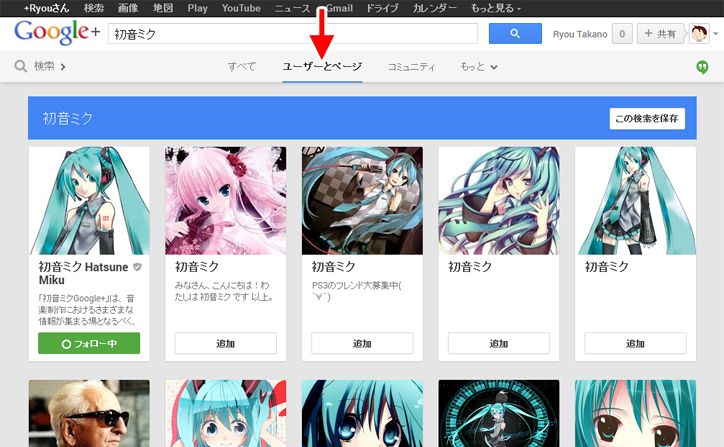 +Ryouさん 検索 画像 地図 Play YouTube ニュース Gmail ドライブ カレンダー もっと見る
Google+ 初音ミク Ryou Takano 0 + 共有
検索 すべて ユーザーとページ コミュニティ もっと
初音ミク この検索を保存
初音ミク Hatsune
Miku
「初音ミクGoogle+」は、音
楽制作におけるさまざまな
情報が集まる場となるべく、
フォロー中
初音ミク
みなさん、こんにちは！わ
たしは 初音ミク です 以上。
追加
初音ミク
PS3のフレンド大募集中(
´∀`)
追加
初音ミク
追加
初音ミク
追加
01